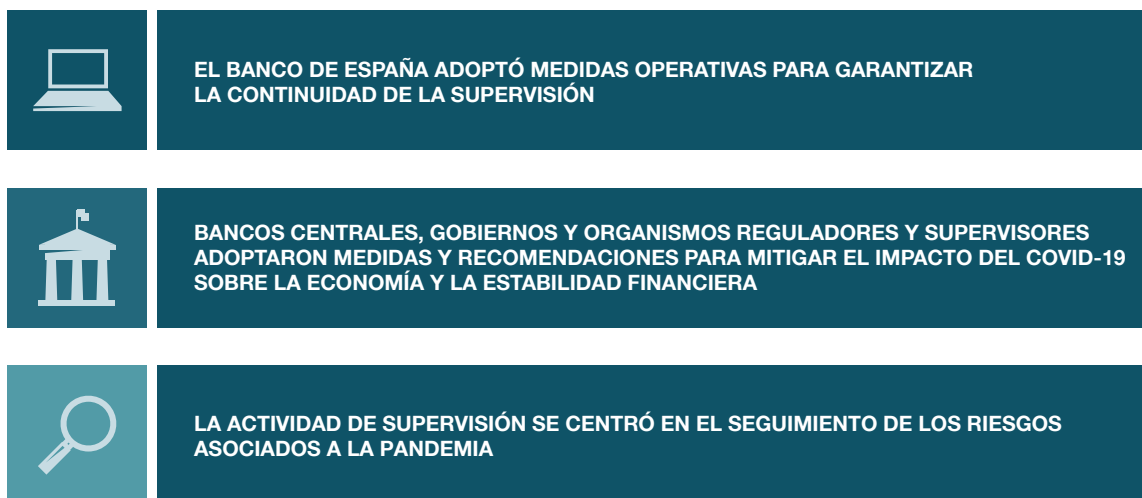 EL BANCO DE ESPAÑA ADOPTÓ MEDIDAS OPERATIVAS PARA GARANTIZAR
LA CONTINUIDAD DE LA SUPERVISIÓN
BANCOS CENTRALES, GOBIERNOS Y ORGANISMOS REGULADORES Y SUPERVISORES
ADOPTARON MEDIDAS Y RECOMENDACIONES PARA MITIGAR EL IMPACTO DEL COVID-19
SOBRE LA ECONOMÍA Y LA ESTABILIDAD FINANCIERA
LA ACTIVIDAD DE SUPERVISIÓN SE CENTRÓ EN EL SEGUIMIENTO DE LOS RIESGOS
ASOCIADOS A LA PANDEMIA